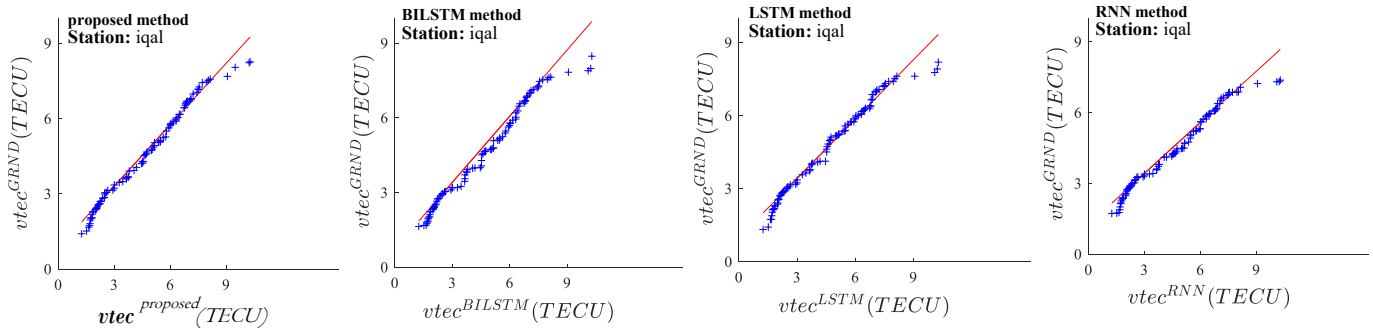 proposed method
Station: iqal
vtec^GRND(TECU)
9
6
3
0
0
3
6
9
vtec^proposed(TECU)
BILSTM method
Station: iqal
vtec^GRND(TECU)
9
6
3
0
0
3
6
9
vtec^BILSTM(TECU)
LSTM method
Station: iqal
vtec^GRND(TECU)
9
6
3
0
0
3
6
9
vtec^LSTM(TECU)
RNN method
Station: iqal
vtec^GRND(TECU)
9
6
3
0
0
3
6
9
vtec^RNN(TECU)